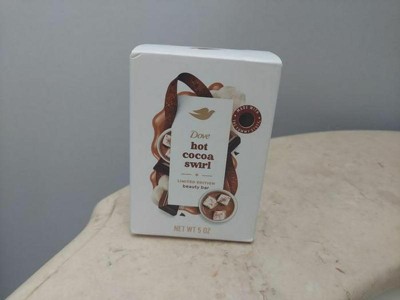 Dove
hot
cocoa
swirl
LIMITED EDITION
beauty bar
NET WT 5 OZ